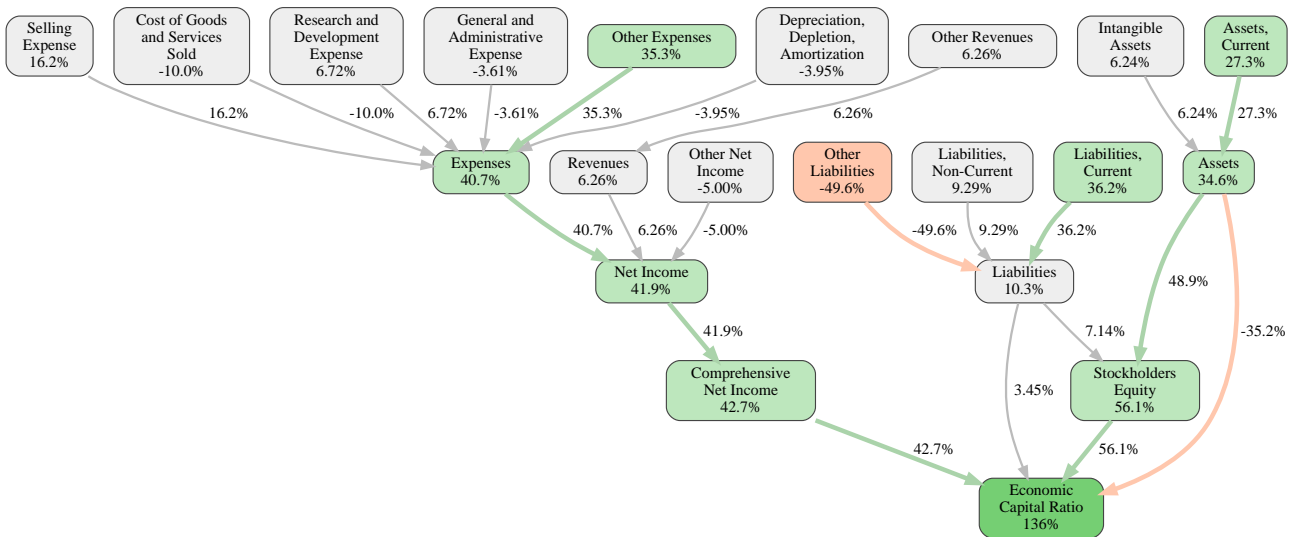 Selling
Expense
16.2%
Cost of Goods
and Services
Sold
-10.0%
Research and
Development
Expense
6.72%
General and
Administrative
Expense
-3.61%
Other Expenses
35.3%
Depreciation,
Depletion,
Amortization
-3.95%
Other Revenues
6.26%
Intangible
Assets
6.24%
Assets,
Current
27.3%
16.2%
-10.0%
6.72%
-3.61%
35.3%
-3.95%
6.26%
6.24%
27.3%
Expenses
40.7%
Revenues
6.26%
Other Net
Income
-5.00%
Other
Liabilities
-49.6%
Liabilities,
Non-Current
9.29%
Liabilities,
Current
36.2%
Assets
34.6%
40.7%
6.26%
-5.00%
-49.6%
9.29%
36.2%
Net Income
41.9%
Liabilities
10.3%
48.9%
41.9%
7.14%
-35.2%
Comprehensive
Net Income
42.7%
3.45%
Stockholders
Equity
56.1%
42.7%
56.1%
Economic
Capital Ratio
136%